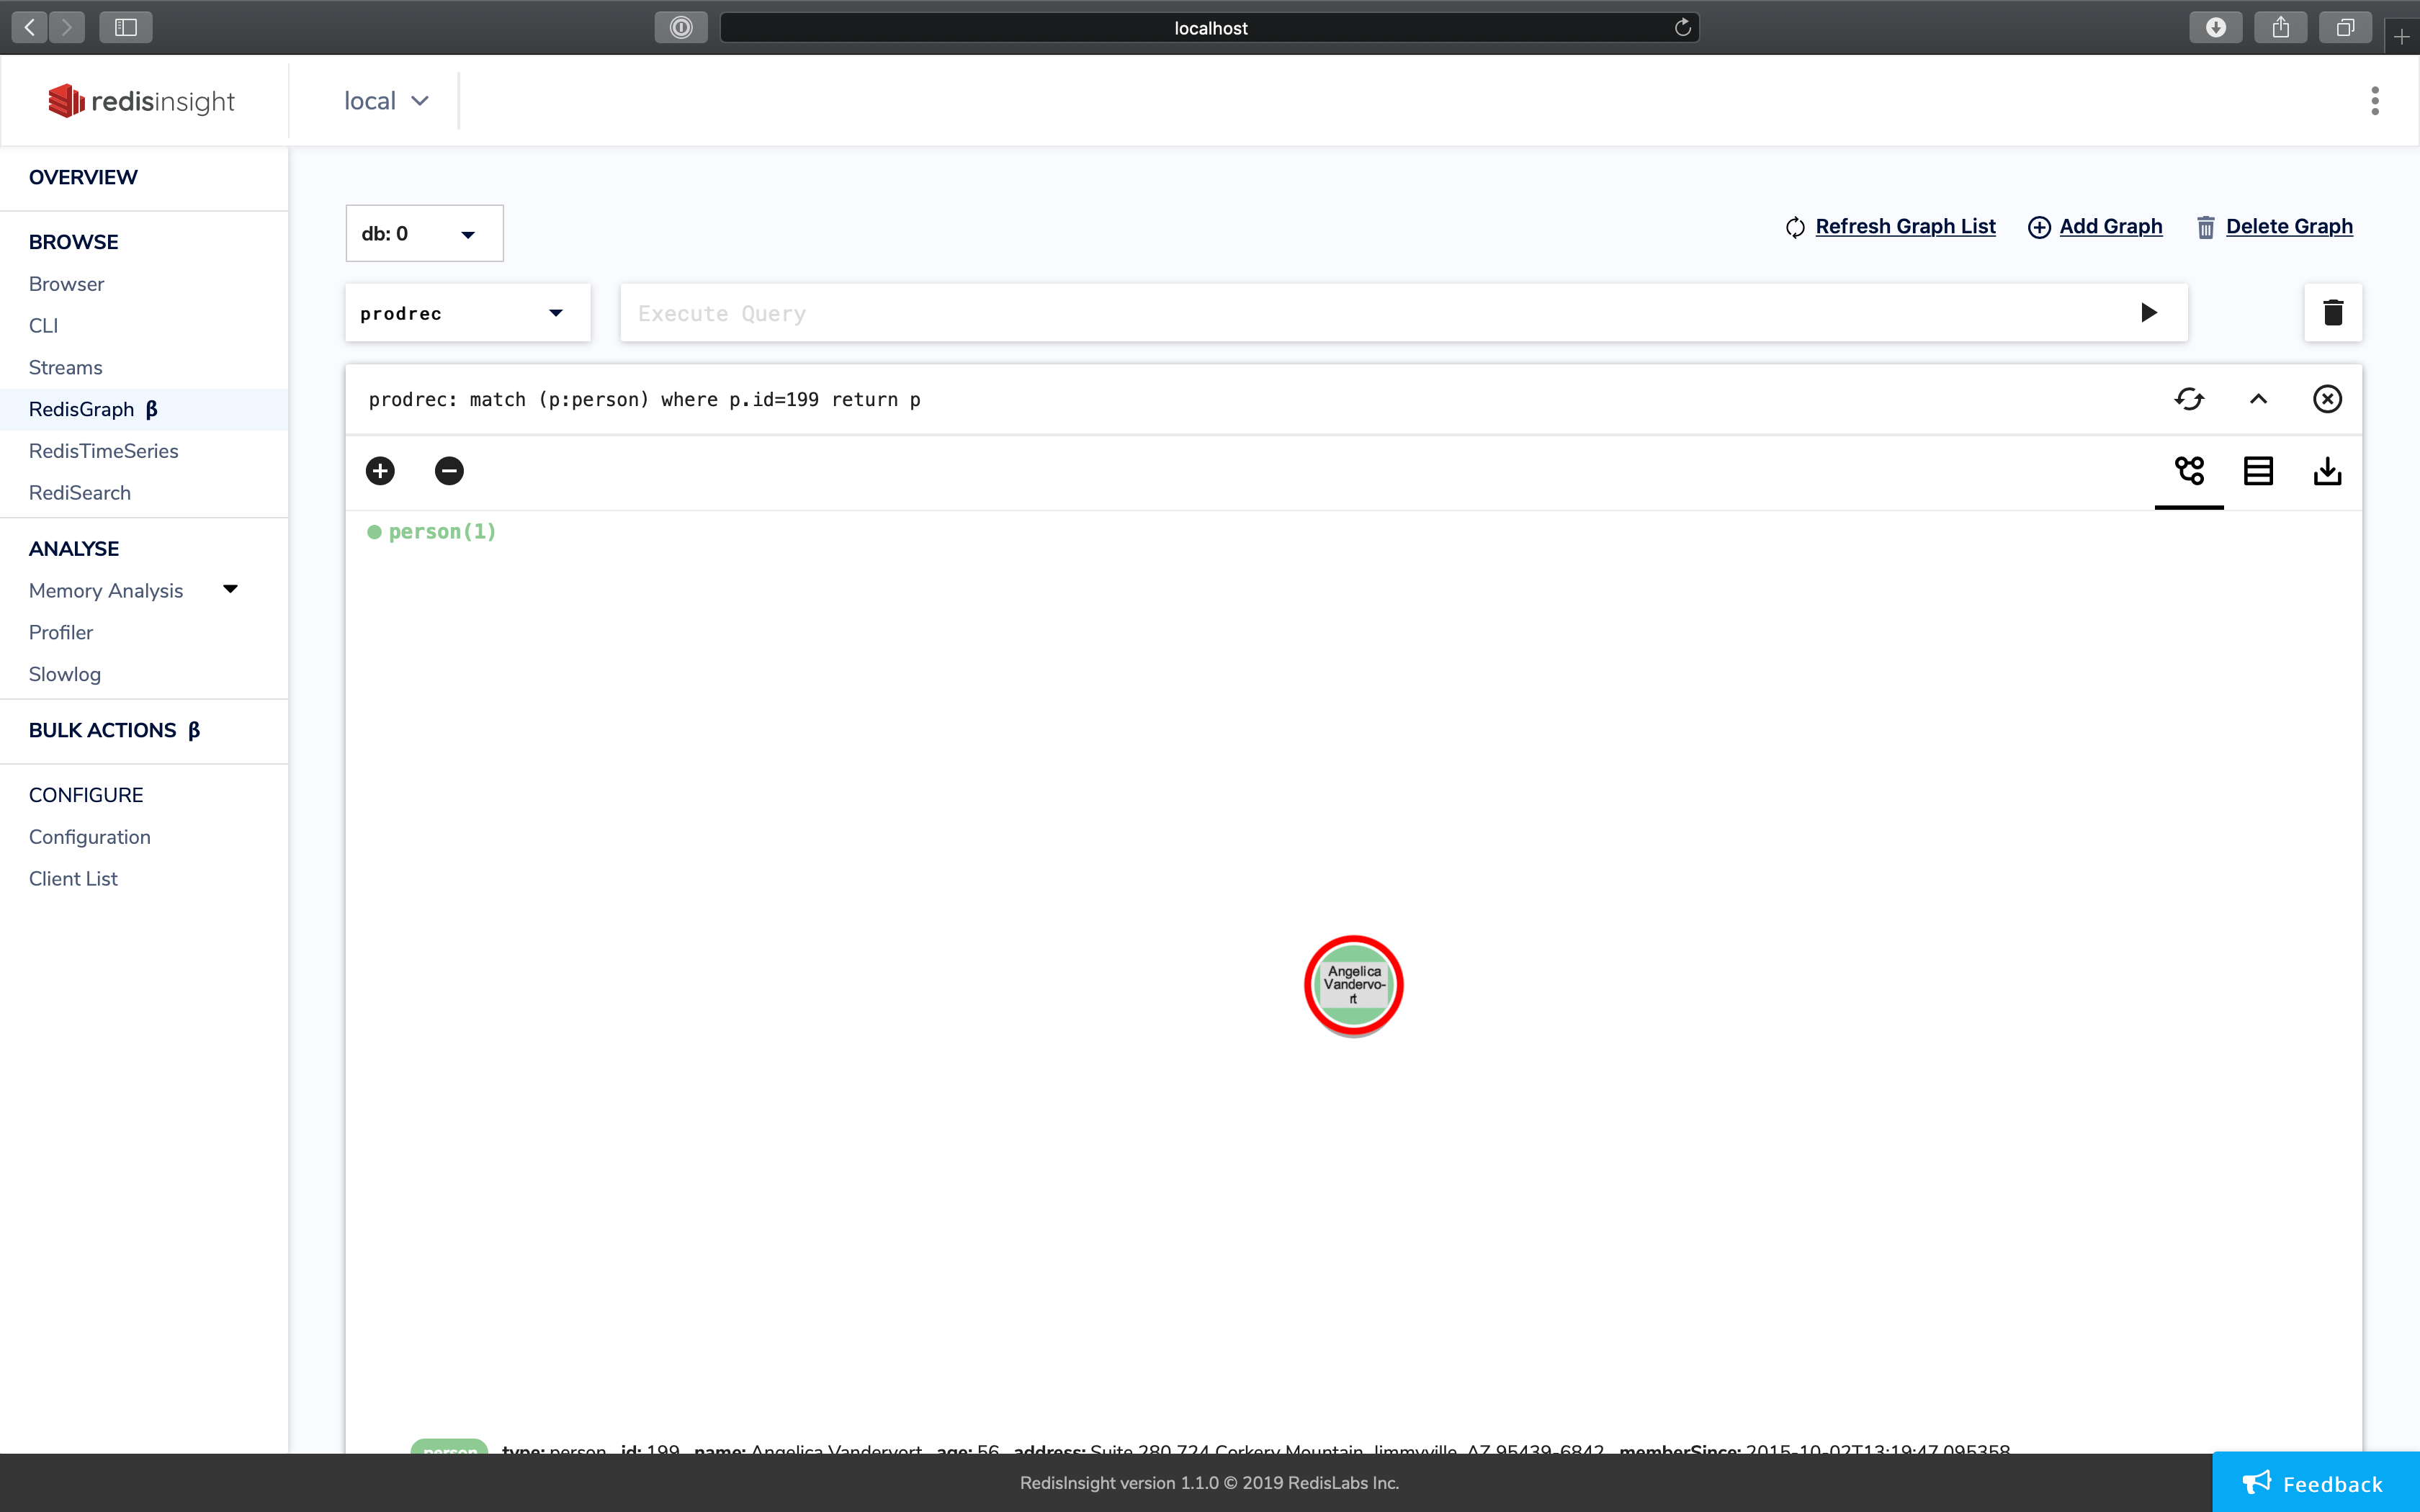 localhost
redisinsight
local
OVERVIEW
BROWSE
Browser
CLI
Streams
RedisGraph β
RedisTimeSeries
RediSearch
ANALYSE
Memory Analysis
Profiler
Slowlog
BULK ACTIONS β
CONFIGURE
Configuration
Client List
db: 0
Refresh Graph List
Add Graph
Delete Graph
prodrec
Execute Query
prodrec: match (p:person) where p.id=199 return p
person(1)
Angelica
Vandervo-
rt
person type: person id: 199 name: Angelica Vandervort age: 56 address: Suite 280 724 Corkery Mountain, Jimmyville, AZ 95439-6842 memberSince: 2015-10-02T13:19:47.095358
RedisInsight version 1.1.0 © 2019 RedisLabs Inc.
Feedback